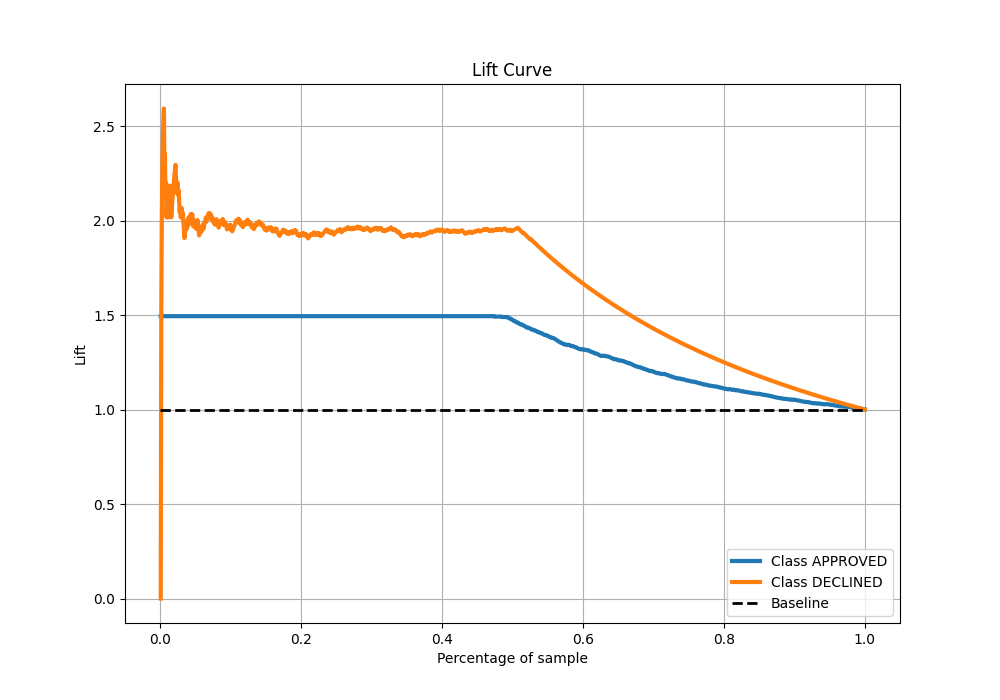 Lift Curve
Lift
2.5
2.0
1.5
1.0
0.5
0.0
0.0 0.2 0.4 0.6 0.8 1.0
Percentage of sample
Class APPROVED
Class DECLINED
Baseline